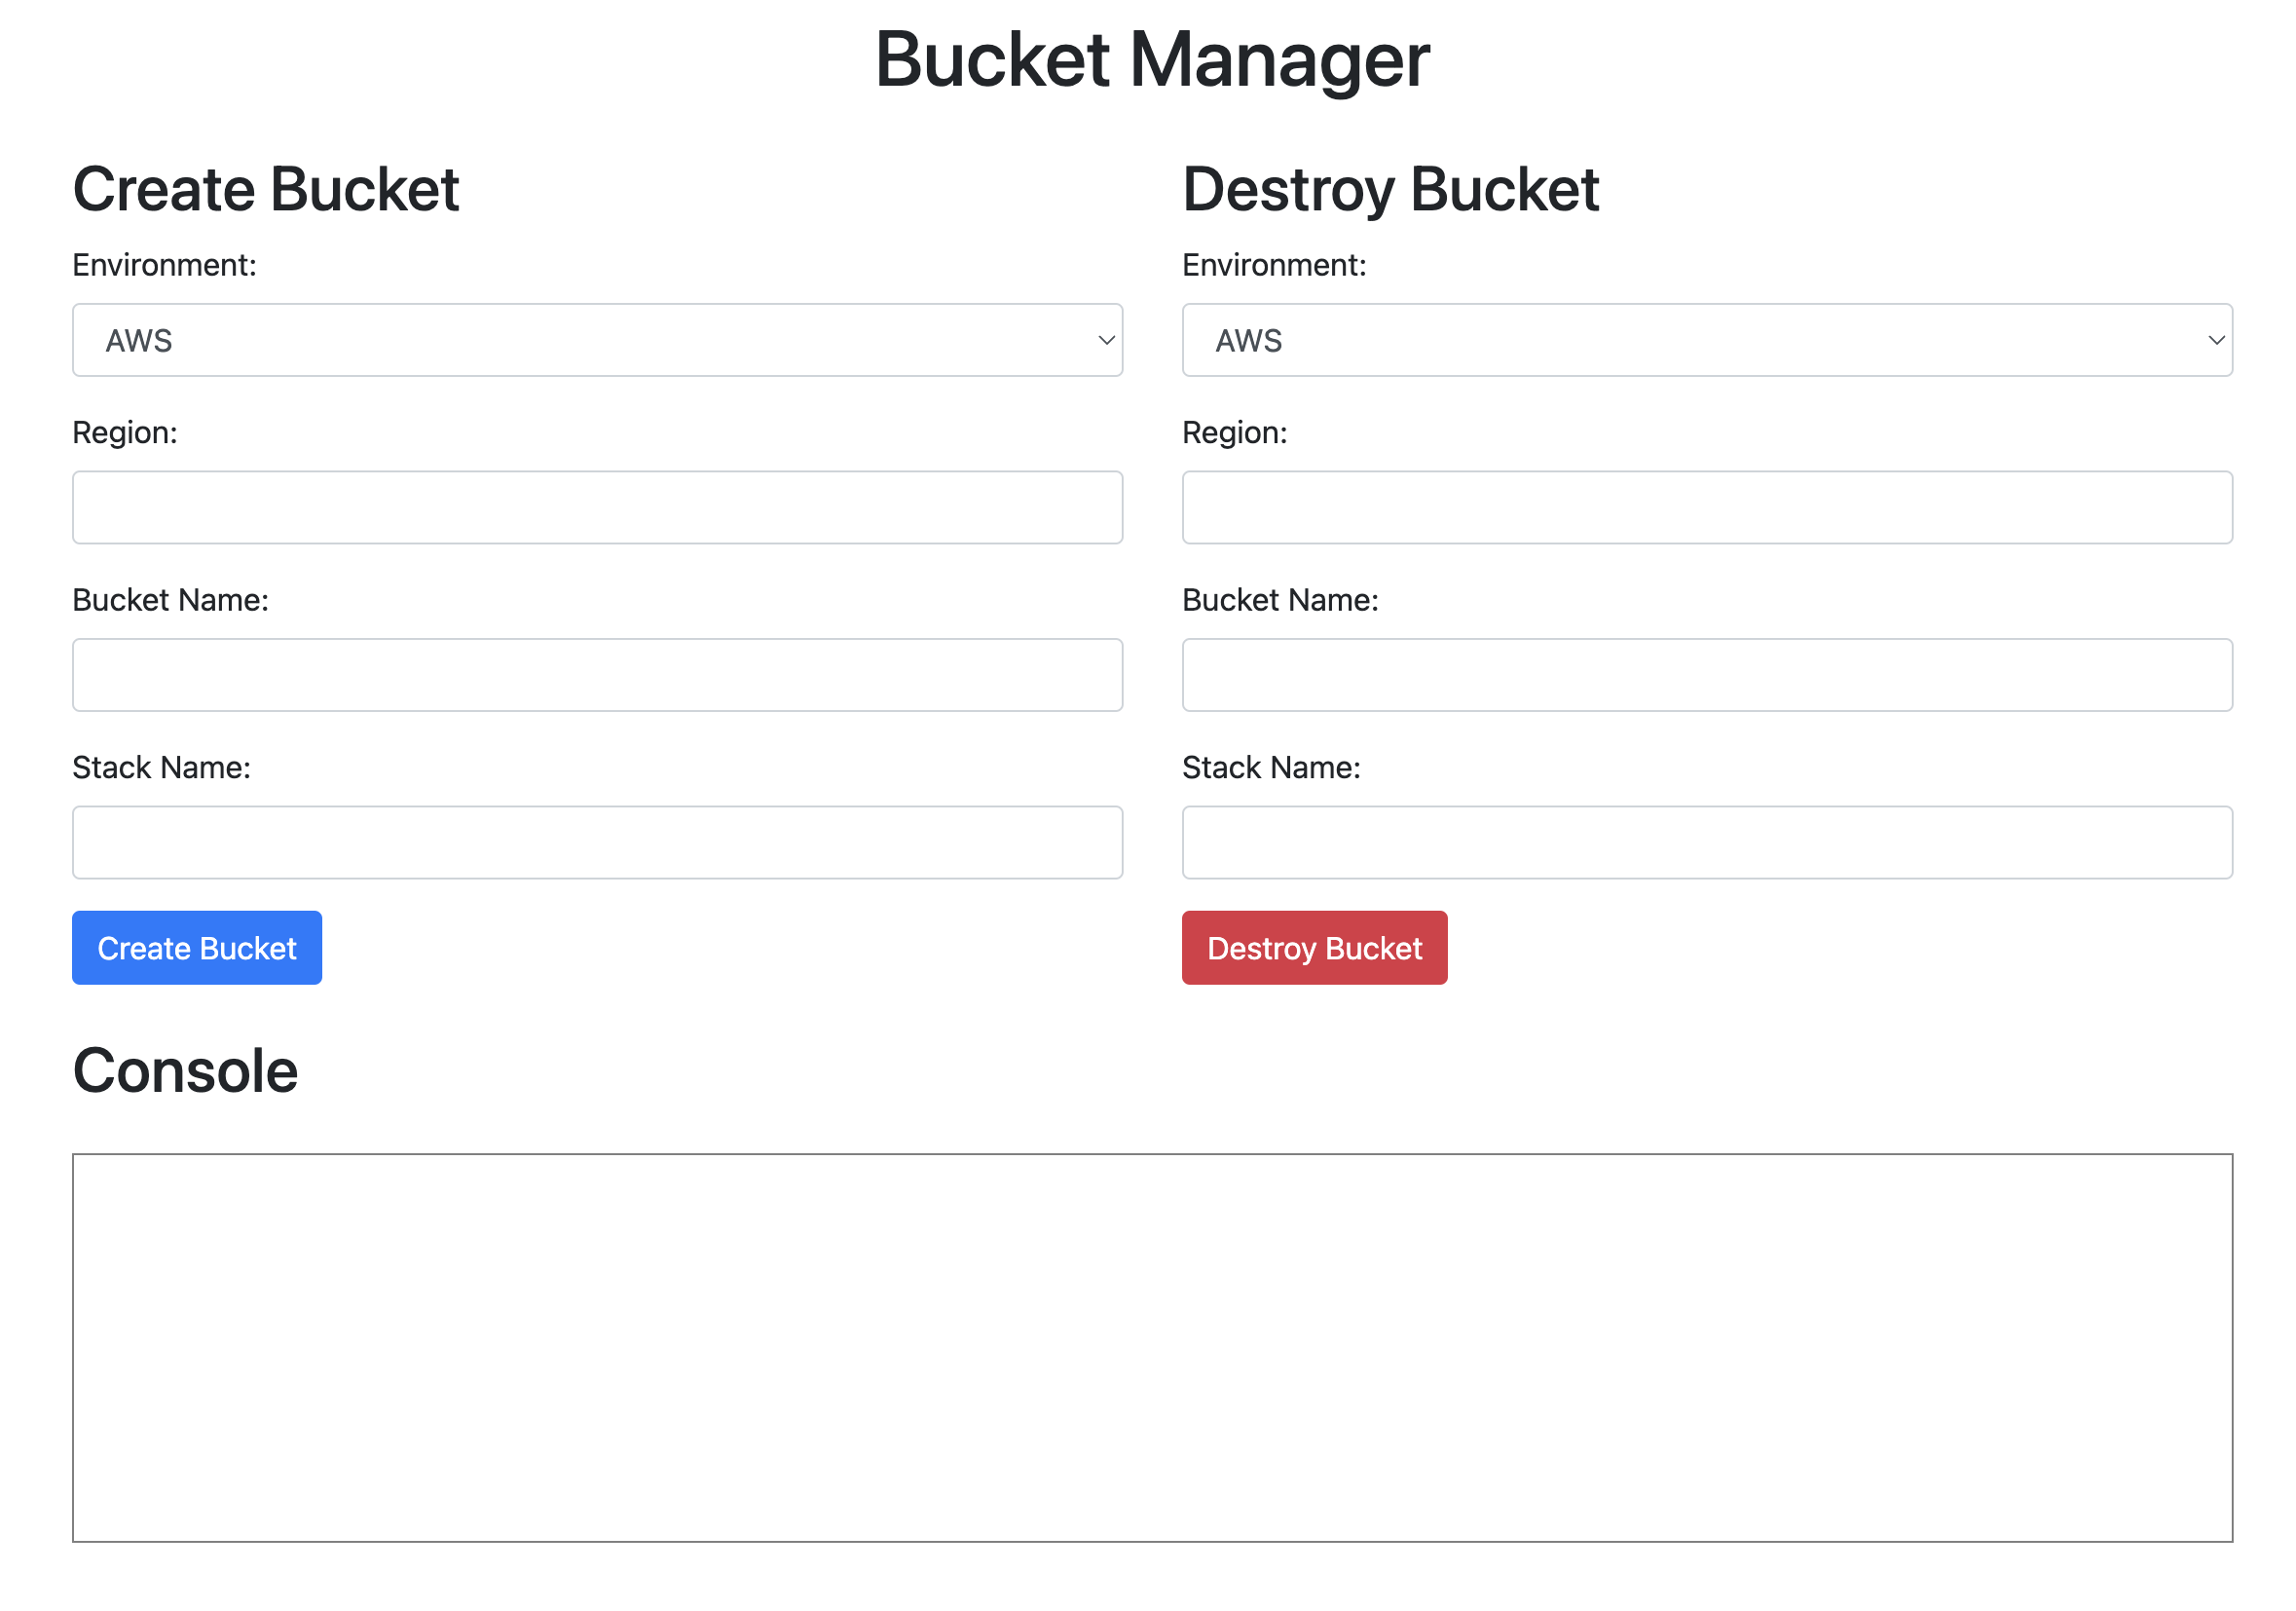 Bucket Manager
Create Bucket
Environment:
AWS
Region:
Bucket Name:
Stack Name:
Create Bucket
Destroy Bucket
Environment:
AWS
Region:
Bucket Name:
Stack Name:
Destroy Bucket
Console